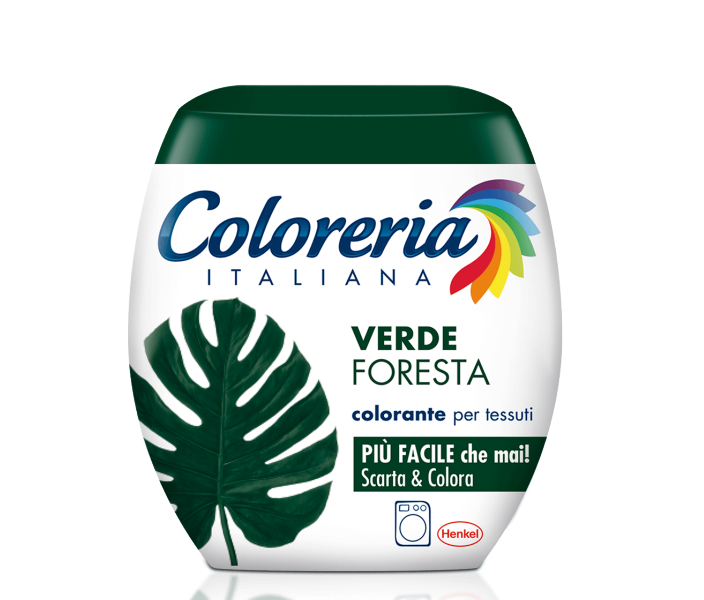 Coloreria
ITALIANA
VERDE
FORESTA
colorante per tessuti
PIÙ FACILE che mai!
Scarta & Colora
Henkel